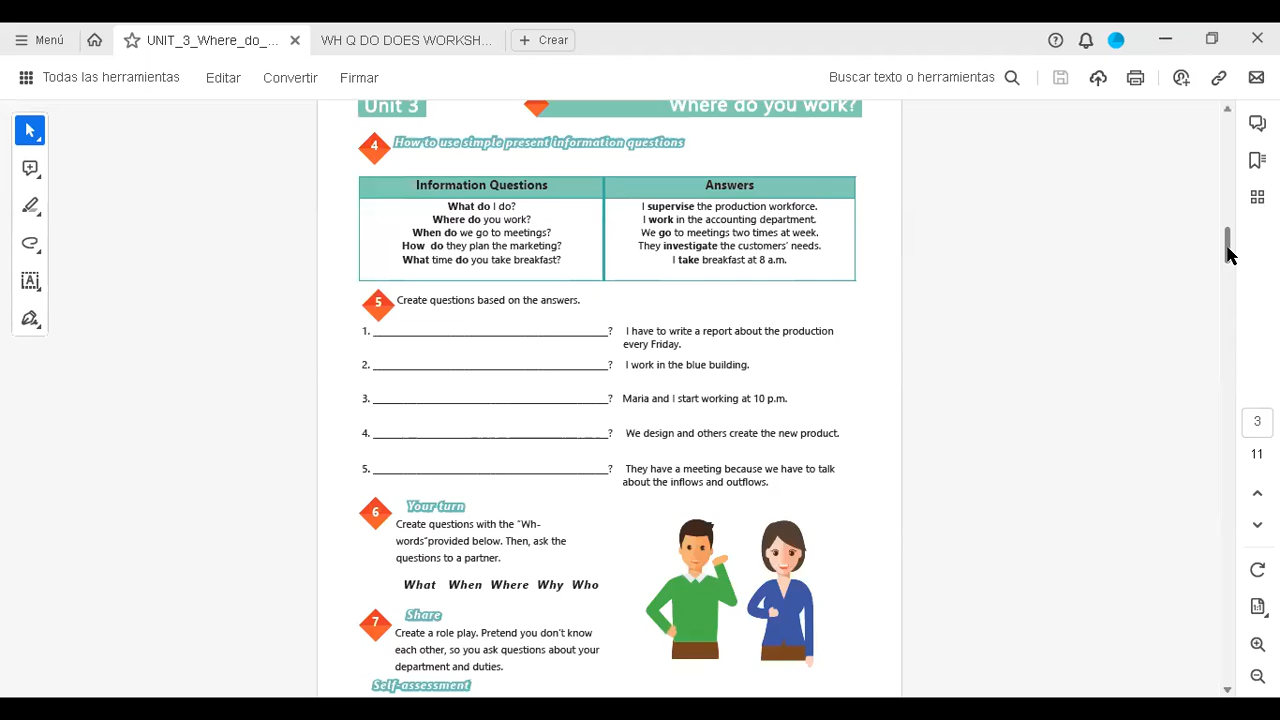 Menú
UNIT_3_Where_do_...
WH Q DO DOES WORKSH...
Crear
Todas las herramientas
Editar
Convertir
Firmar
Buscar texto o herramientas
Unit 3
Where do you work?
4
How to use simple present information questions
Information Questions
Answers
What do I do?
I supervise the production workforce.
Where do you work?
I work in the accounting department.
When do we go to meetings?
We go to meetings two times at week.
How do they plan the marketing?
They investigate the customers' needs.
What time do you take breakfast?
I take breakfast at 8 a.m.
5
Create questions based on the answers.
1. ______________________________________? I have to write a report about the production
every Friday.
2. ______________________________________? I work in the blue building.
3. ______________________________________? Maria and I start working at 10 p.m.
4. ______________________________________? We design and others create the new product.
5. ______________________________________? They have a meeting because we have to talk
about the inflows and outflows.
6
Your turn
Create questions with the "Wh-
words"provided below. Then, ask the
questions to a partner.
What When Where Why Who
7
Share
Create a role play. Pretend you don't know
each other, so you ask questions about your
department and duties.
Self-assessment
3
11